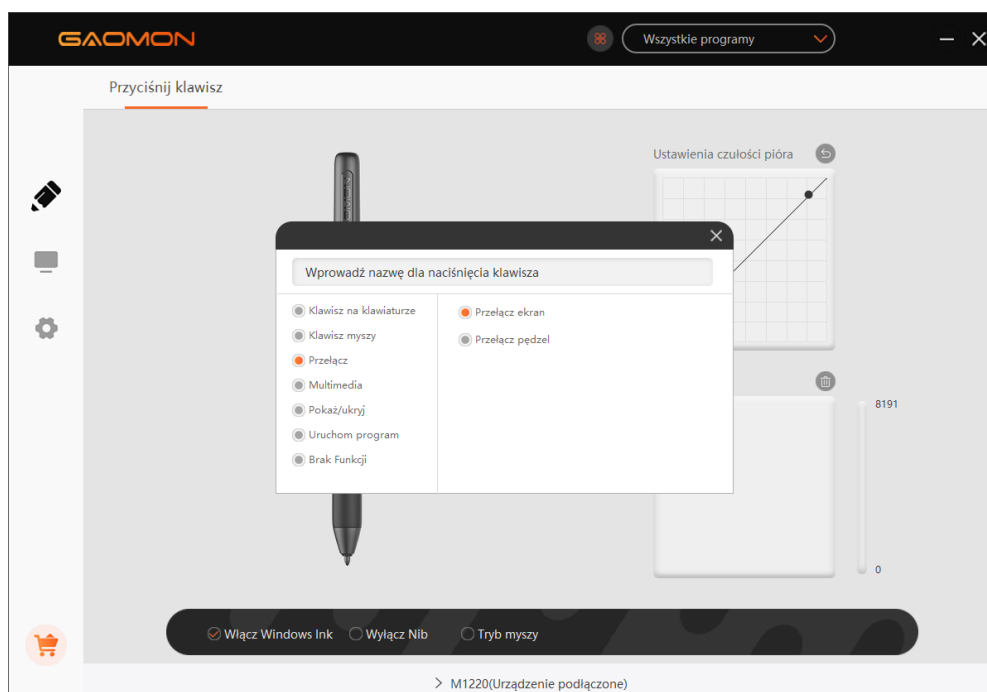 GAOMON
Wszystkie programy
Przyciśnij klawisz
Ustawienia czułości pióra
Wprowadź nazwę dla naciśnięcia klawisza
Klawisz na klawiaturze
Klawisz myszy
Przełącz
Multimedia
Pokaż/ukryj
Uruchom program
Brak Funkcji
Przełącz ekran
Przełącz pędzel
8191
0
Włącz Windows Ink
Wyłącz Nib
Tryb myszy
M1220(Urządzenie podłączone)